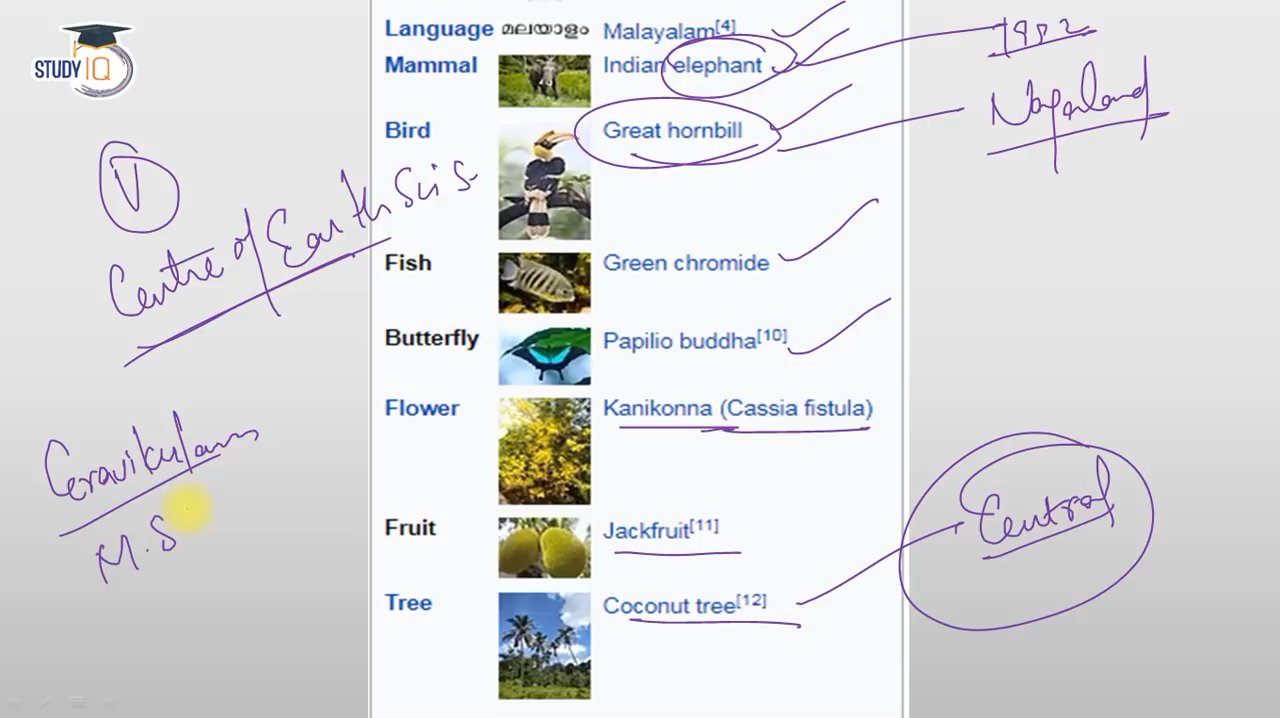 STUDY IQ
Language മലയാളം Malayalam[4]
Mammal Indian elephant
1992
Bird Great hornbill
Nagaland
V
Centre of Earth Sci S
Fish Green chromide
Butterfly Papilio buddha[10]
Flower Kanikonna (Cassia fistula)
Eravikulam
M.S
Central
Fruit Jackfruit[11]
Tree Coconut tree[12]